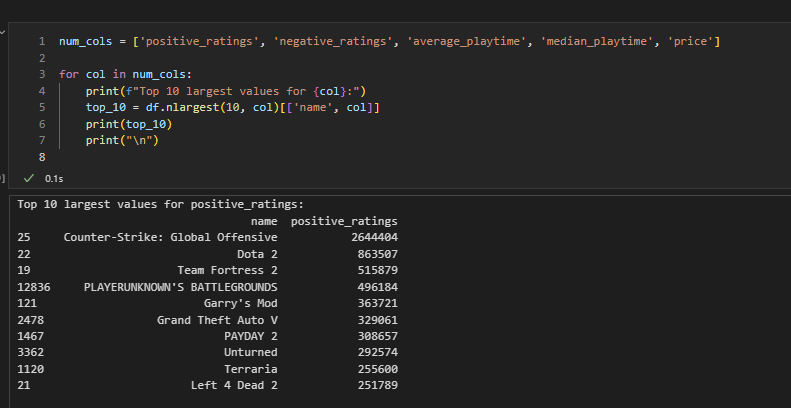 1 num_cols = ['positive_ratings', 'negative_ratings', 'average_playtime', 'median_playtime', 'price']
2
3 for col in num_cols:
4 print(f"Top 10 largest values for {col}:")
5 top_10 = df.nlargest(10, col)[['name', col]]
6 print(top_10)
7 print("\n")
8
] 0.1s
Top 10 largest values for positive_ratings:
name positive_ratings
25 Counter-Strike: Global Offensive 2644404
22 Dota 2 863507
19 Team Fortress 2 515879
12836 PLAYERUNKNOWN'S BATTLEGROUNDS 496184
121 Garry's Mod 363721
2478 Grand Theft Auto V 329061
1467 PAYDAY 2 308657
3362 Unturned 292574
1120 Terraria 255600
21 Left 4 Dead 2 251789